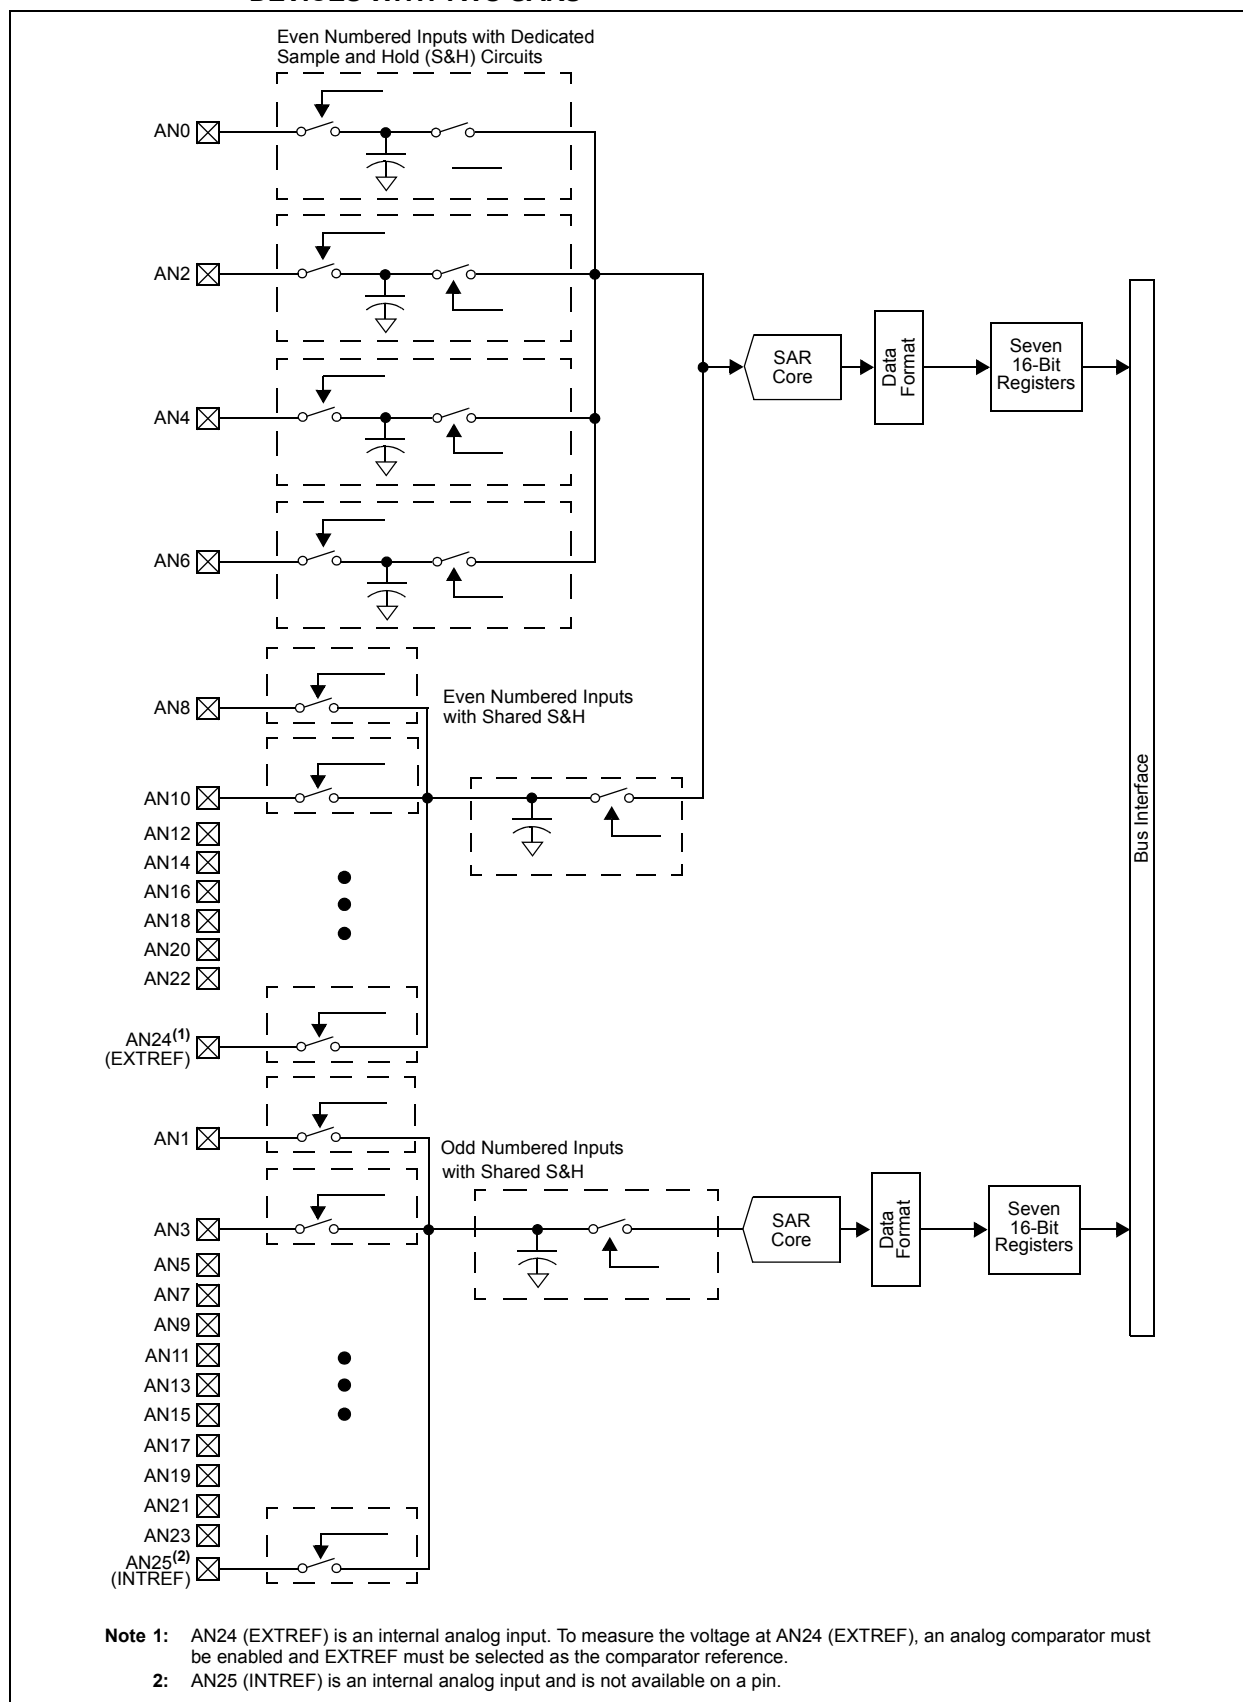 Even Numbered Inputs with Dedicated
Sample and Hold (S&H) Circuits
AN0
AN2
AN4
AN6
SAR
Core
Data
Format
Seven
16-Bit
Registers
AN8
Even Numbered Inputs
with Shared S&H
AN10
AN12
AN14
AN16
AN18
AN20
AN22
AN24(1)
(EXTREF)
Bus Interface
AN1
Odd Numbered Inputs
with Shared S&H
AN3
SAR
Core
Data
Format
Seven
16-Bit
Registers
AN5
AN7
AN9
AN11
AN13
AN15
AN17
AN19
AN21
AN23
AN25(2)
(INTREF)
Note 1: AN24 (EXTREF) is an internal analog input. To measure the voltage at AN24 (EXTREF), an analog comparator must
be enabled and EXTREF must be selected as the comparator reference.
2: AN25 (INTREF) is an internal analog input and is not available on a pin.